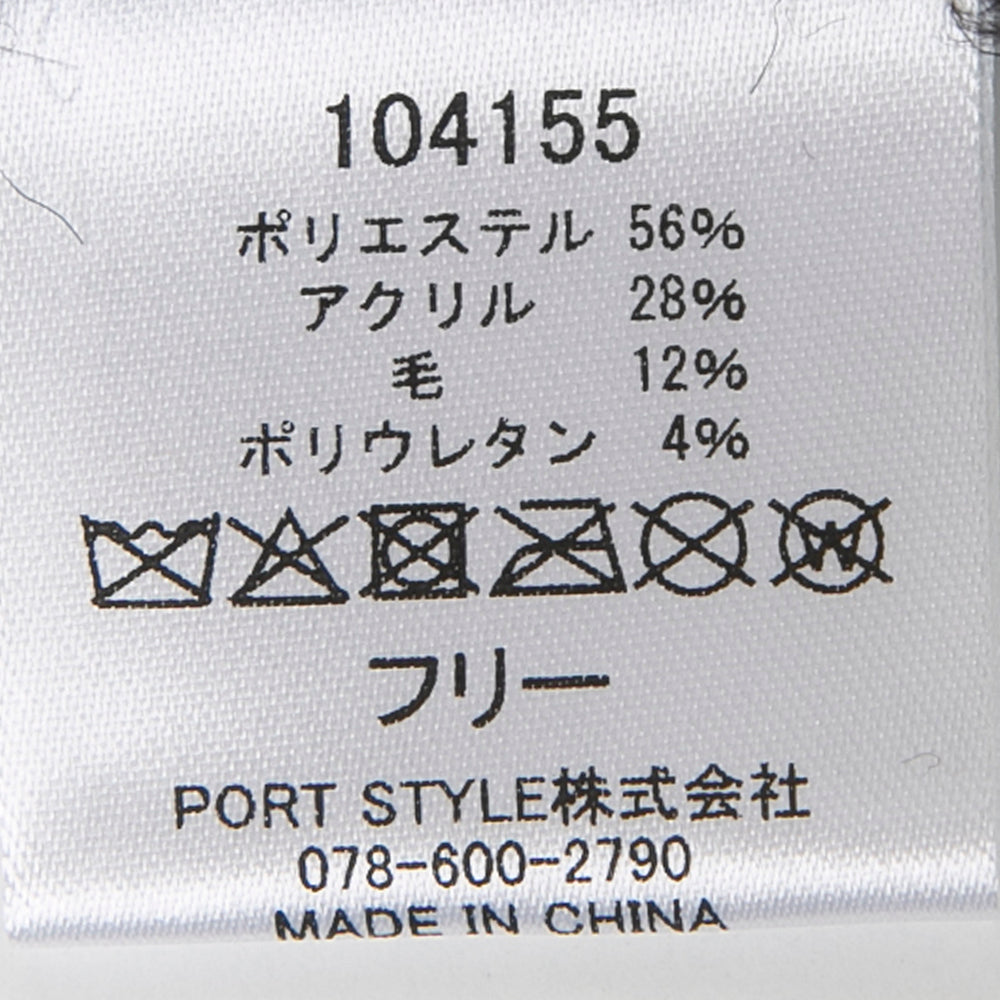 104155
ポリエステル 56%
アクリル 28%
毛 12%
ポリウレタン 4%
W
フリー
PORT STYLE株式会社
078-600-2790
MADE IN CHINA